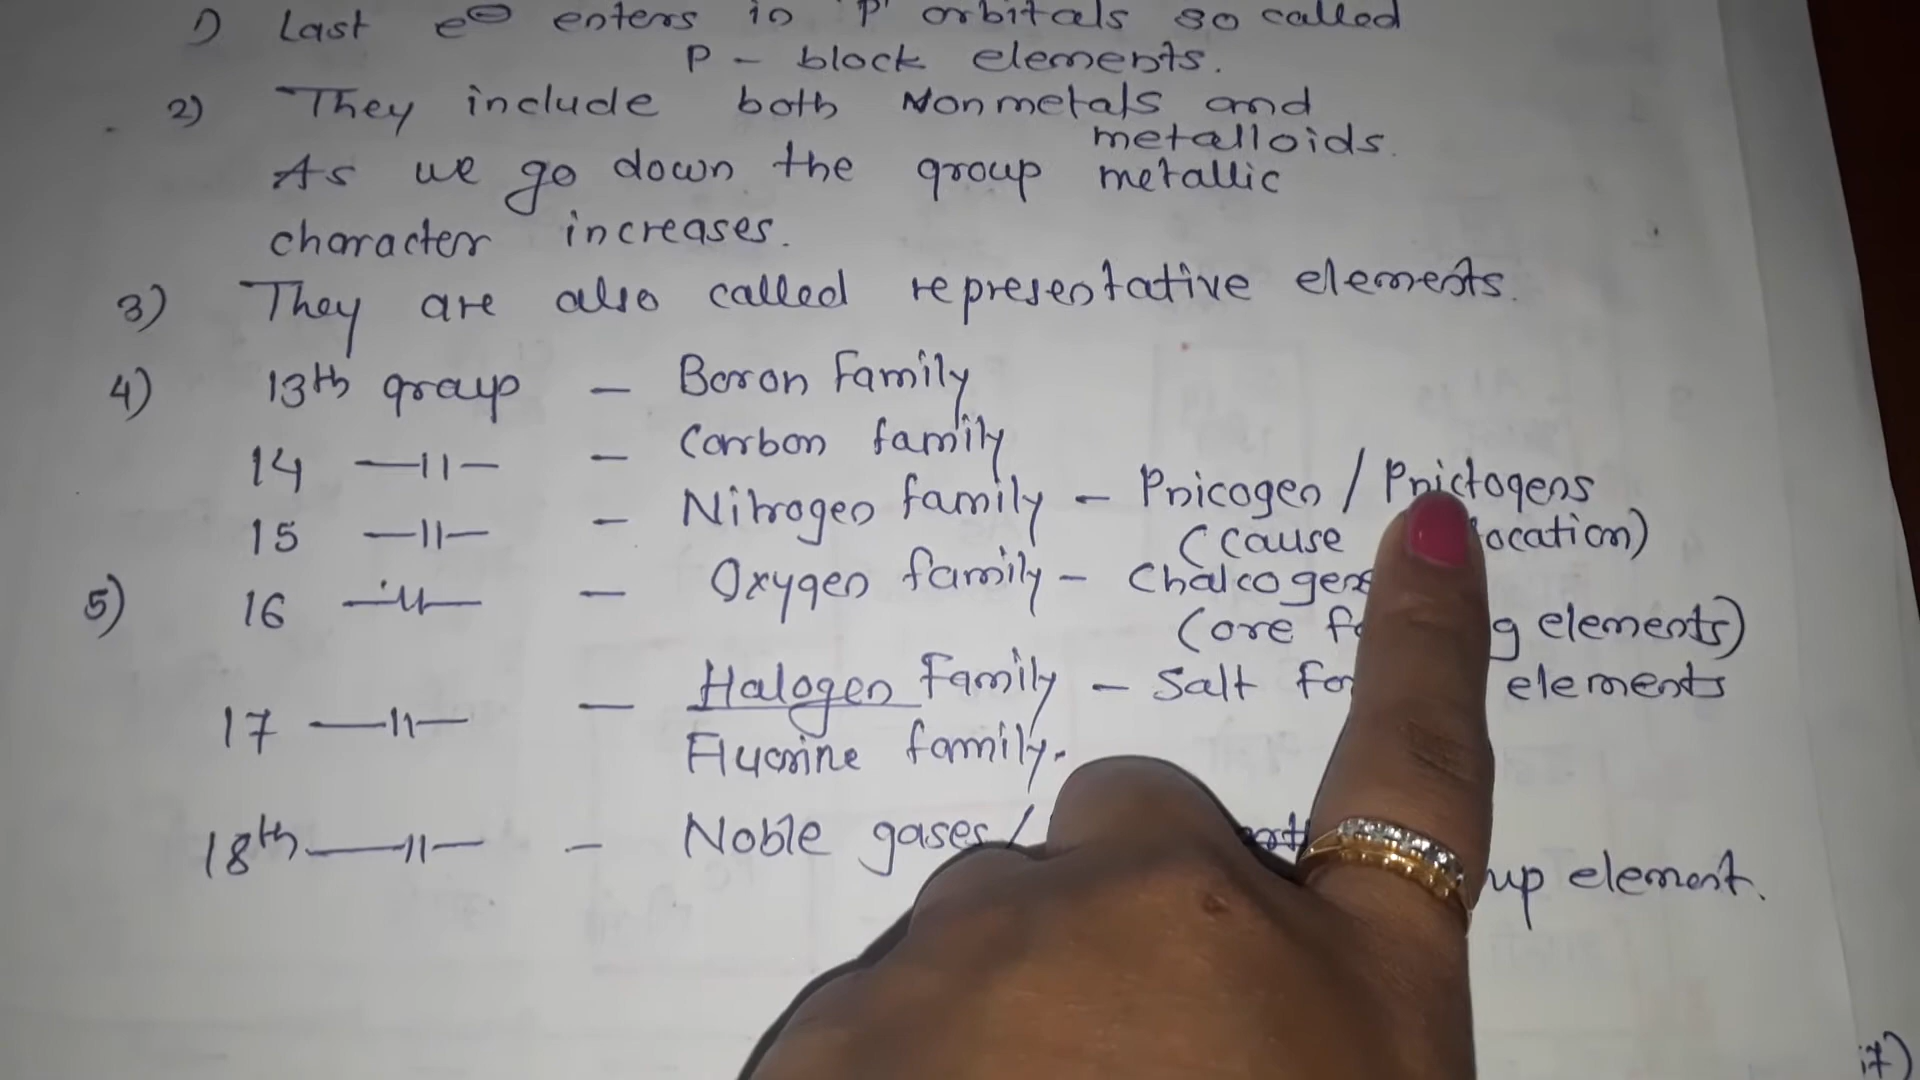 1) Last e⊖ enters in 'P' orbitals so called
P - block elements.
2) They include both Nonmetals and
metalloids.
As we go down the group metallic
character increases.
3) They are also called representative elements.
4) 13th group - Boron Family
14 —11— - Carbon family
15 —11— - Nitrogen family - Pnicogen / Pnictogens
(cause ocation)
5) 16 —11— - Oxygen family - Chalcogens
(ore g elements)
17 —11— - Halogen Family - Salt elements
Fluorine family.
18th —11— - Noble gases /
up element.
17)